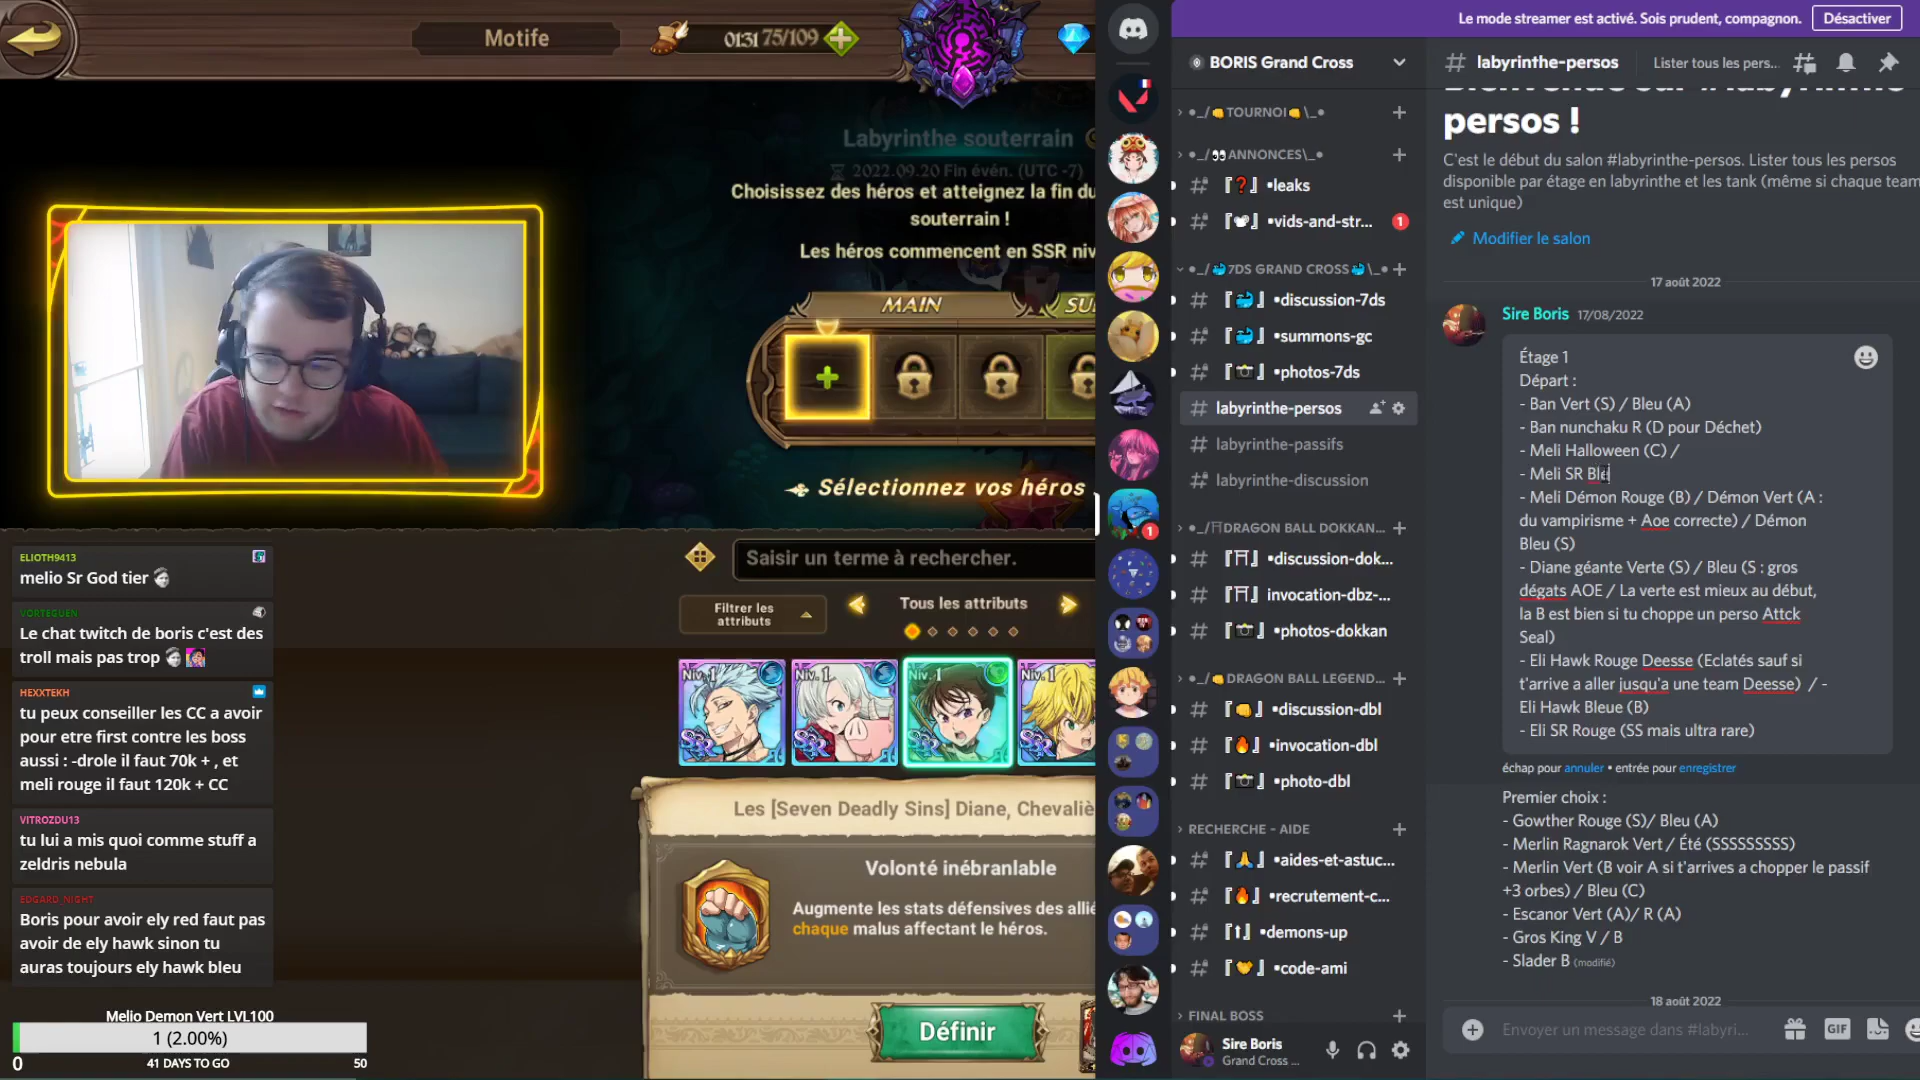 Motife
0131 75/109
Labyrinthe souterrain
2022.09.20 Fin évén. (UTC -7)
Choisissez des héros et atteignez la fin du
souterrain !
Les héros commencent en SSR niv
MAIN
SU
Sélectionnez vos héros
Saisir un terme à rechercher.
Filtrer les
attributs
Tous les attributs
Niv. 1
SSR
Niv. 1
SSR
Niv. 1
SSR
Niv. 1
SSR
Les [Seven Deadly Sins] Diane, Chevaliè
Volonté inébranlable
Augmente les stats défensives des allié
chaque malus affectant le héros.
Définir
ELIOTH9413
melio Sr God tier
VORTEGUEN
Le chat twitch de boris c'est des
troll mais pas trop
HEXXTEKH
tu peux conseiller les CC a avoir
pour etre first contre les boss
aussi : -drole il faut 70k + , et
meli rouge il faut 120k + CC
VITROZDU13
tu lui a mis quoi comme stuff a
zeldris nebula
EDGARD_NIGHT
Boris pour avoir ely red faut pas
avoir de ely hawk sinon tu
auras toujours ely hawk bleu
Melio Demon Vert LVL100
1 (2.00%)
0
41 DAYS TO GO
50
Le mode streamer est activé. Sois prudent, compagnon.
Désactiver
BORIS Grand Cross
TOURNOI
ANNONCES
•leaks
•vids-and-str...
1
7DS GRAND CROSS
•discussion-7ds
•summons-gc
•photos-7ds
labyrinthe-persos
labyrinthe-passifs
labyrinthe-discussion
DRAGON BALL DOKKAN...
•discussion-dok...
invocation-dbz-...
•photos-dokkan
DRAGON BALL LEGEND...
•discussion-dbl
•invocation-dbl
•photo-dbl
RECHERCHE - AIDE
•aides-et-astuc...
•recrutement-c...
•demons-up
•code-ami
FINAL BOSS
Sire Boris
Grand Cross ...
1
labyrinthe-persos
Lister tous les pers...
Bienvenue sur #labyrinthe-
persos !
C'est le début du salon #labyrinthe-persos. Lister tous les persos
disponible par étage en labyrinthe et les tank (même si chaque team
est unique)
Modifier le salon
17 août 2022
Sire Boris 17/08/2022
Étage 1
Départ :
- Ban Vert (S) / Bleu (A)
- Ban nunchaku R (D pour Déchet)
- Meli Halloween (C) /
- Meli SR Ble
- Meli Démon Rouge (B) / Démon Vert (A :
du vampirisme + Aoe correcte) / Démon
Bleu (S)
- Diane géante Verte (S) / Bleu (S : gros
dégats AOE / La verte est mieux au début,
la B est bien si tu choppe un perso Attck
Seal)
- Eli Hawk Rouge Deesse (Eclatés sauf si
t'arrive a aller jusqu'a une team Deesse) / -
Eli Hawk Bleue (B)
- Eli SR Rouge (SS mais ultra rare)
échap pour annuler • entrée pour enregistrer
Premier choix :
- Gowther Rouge (S)/ Bleu (A)
- Merlin Ragnarok Vert / Été (SSSSSSSSS)
- Merlin Vert (B voir A si t'arrives a chopper le passif
+3 orbes) / Bleu (C)
- Escanor Vert (A)/ R (A)
- Gros King V / B
- Slader B (modifié)
18 août 2022
Envoyer un message dans #labyri...
GIF